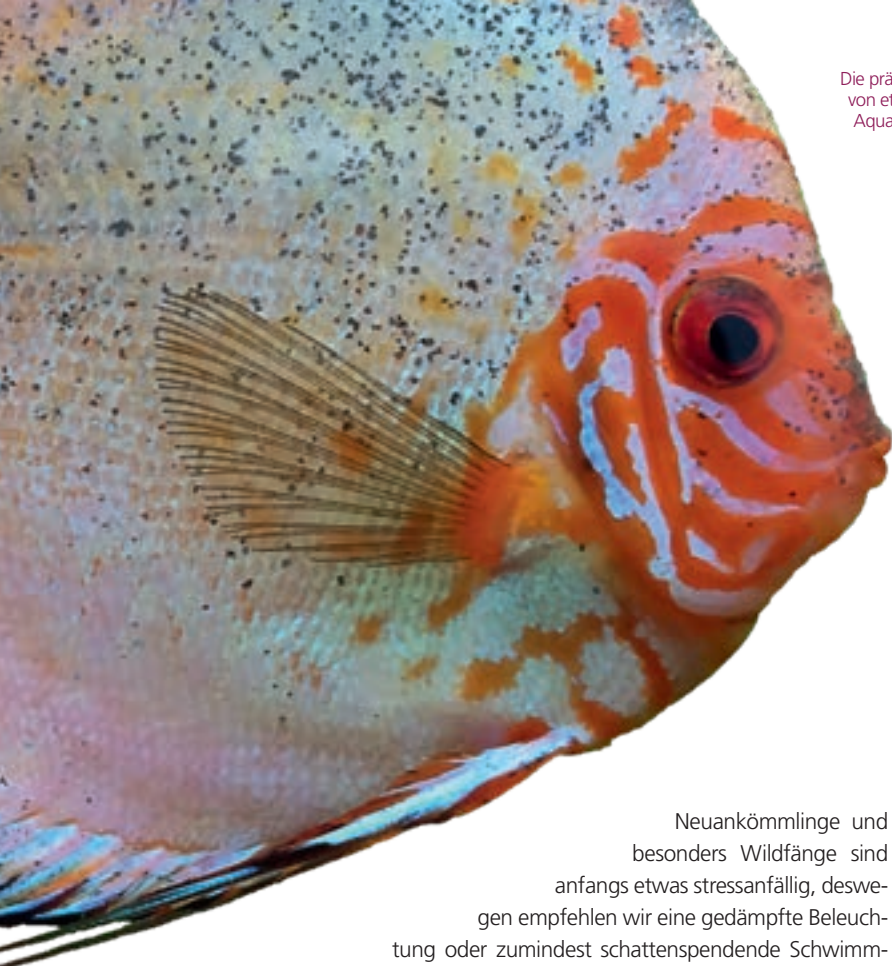 Die prä
von et
Aqua
Neuankömmlinge und
besonders Wildfänge sind
anfangs etwas stressanfällig, deswe-
gen empfehlen wir eine gedämpfte Beleuch-
tung oder zumindest schattenspendende Schwimm-